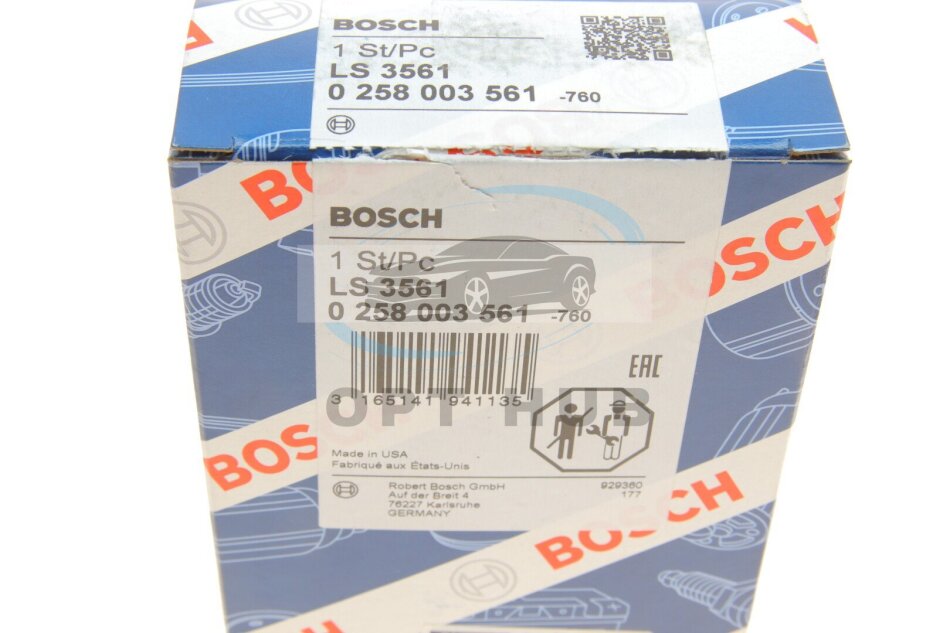 BOSCH
1 St/Pc
LS 3561
0 258 003 561 -760
BOSCH
BOSCH
BOSCH
1 St/Pc
LS 3561
0 258 003 561 -760
3 165141 941135
EAC
OPT HUB
BOSCH
Made in USA
Fabriqué aux États-Unis
Robert Bosch GmbH
Auf der Breit 4
76227 Karlsruhe
GERMANY
929360
177
BOSCH
BOSCH